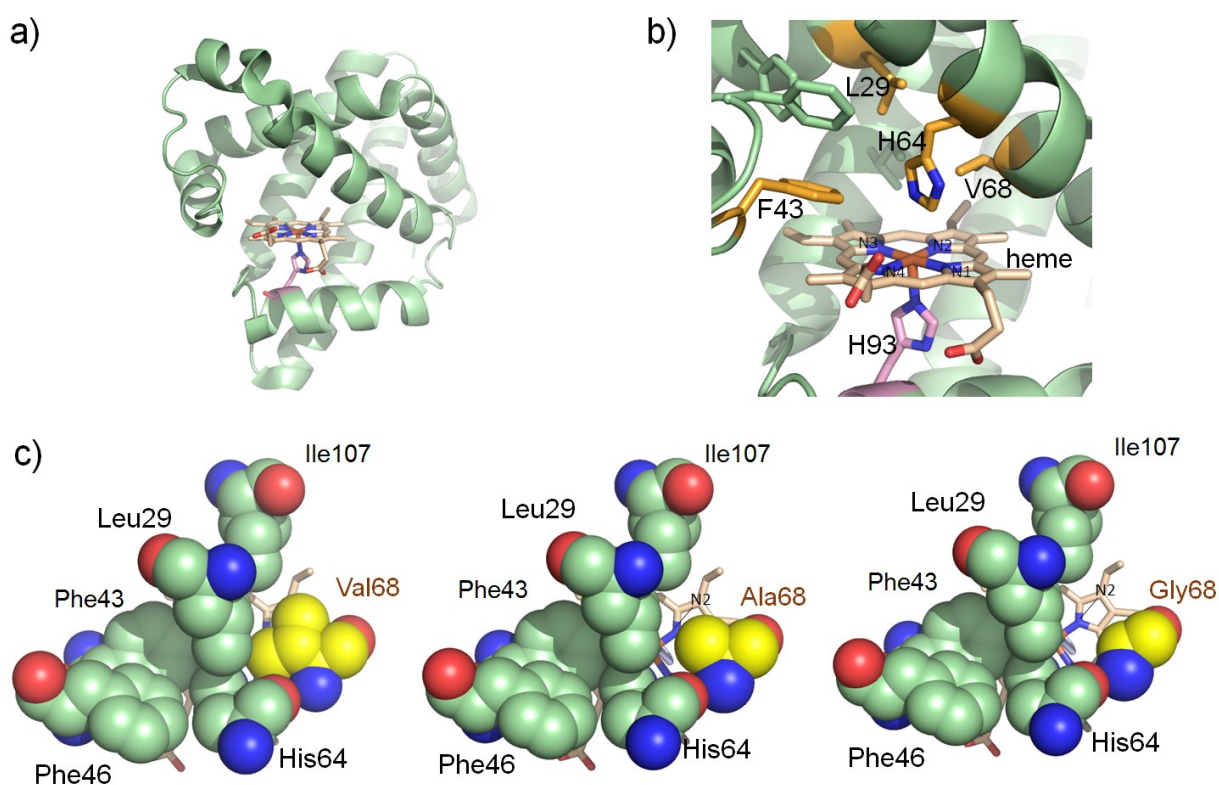 a)
b)
L29
H64
V68
F43
N3
N2
heme
N4
N1
H93
c)
Ile107
Leu29
Phe43
Val68
Phe46
His64
Ile107
Leu29
Phe43
N2
Ala68
Phe46
His64
Ile107
Leu29
Phe43
N2
Gly68
Phe46
His64